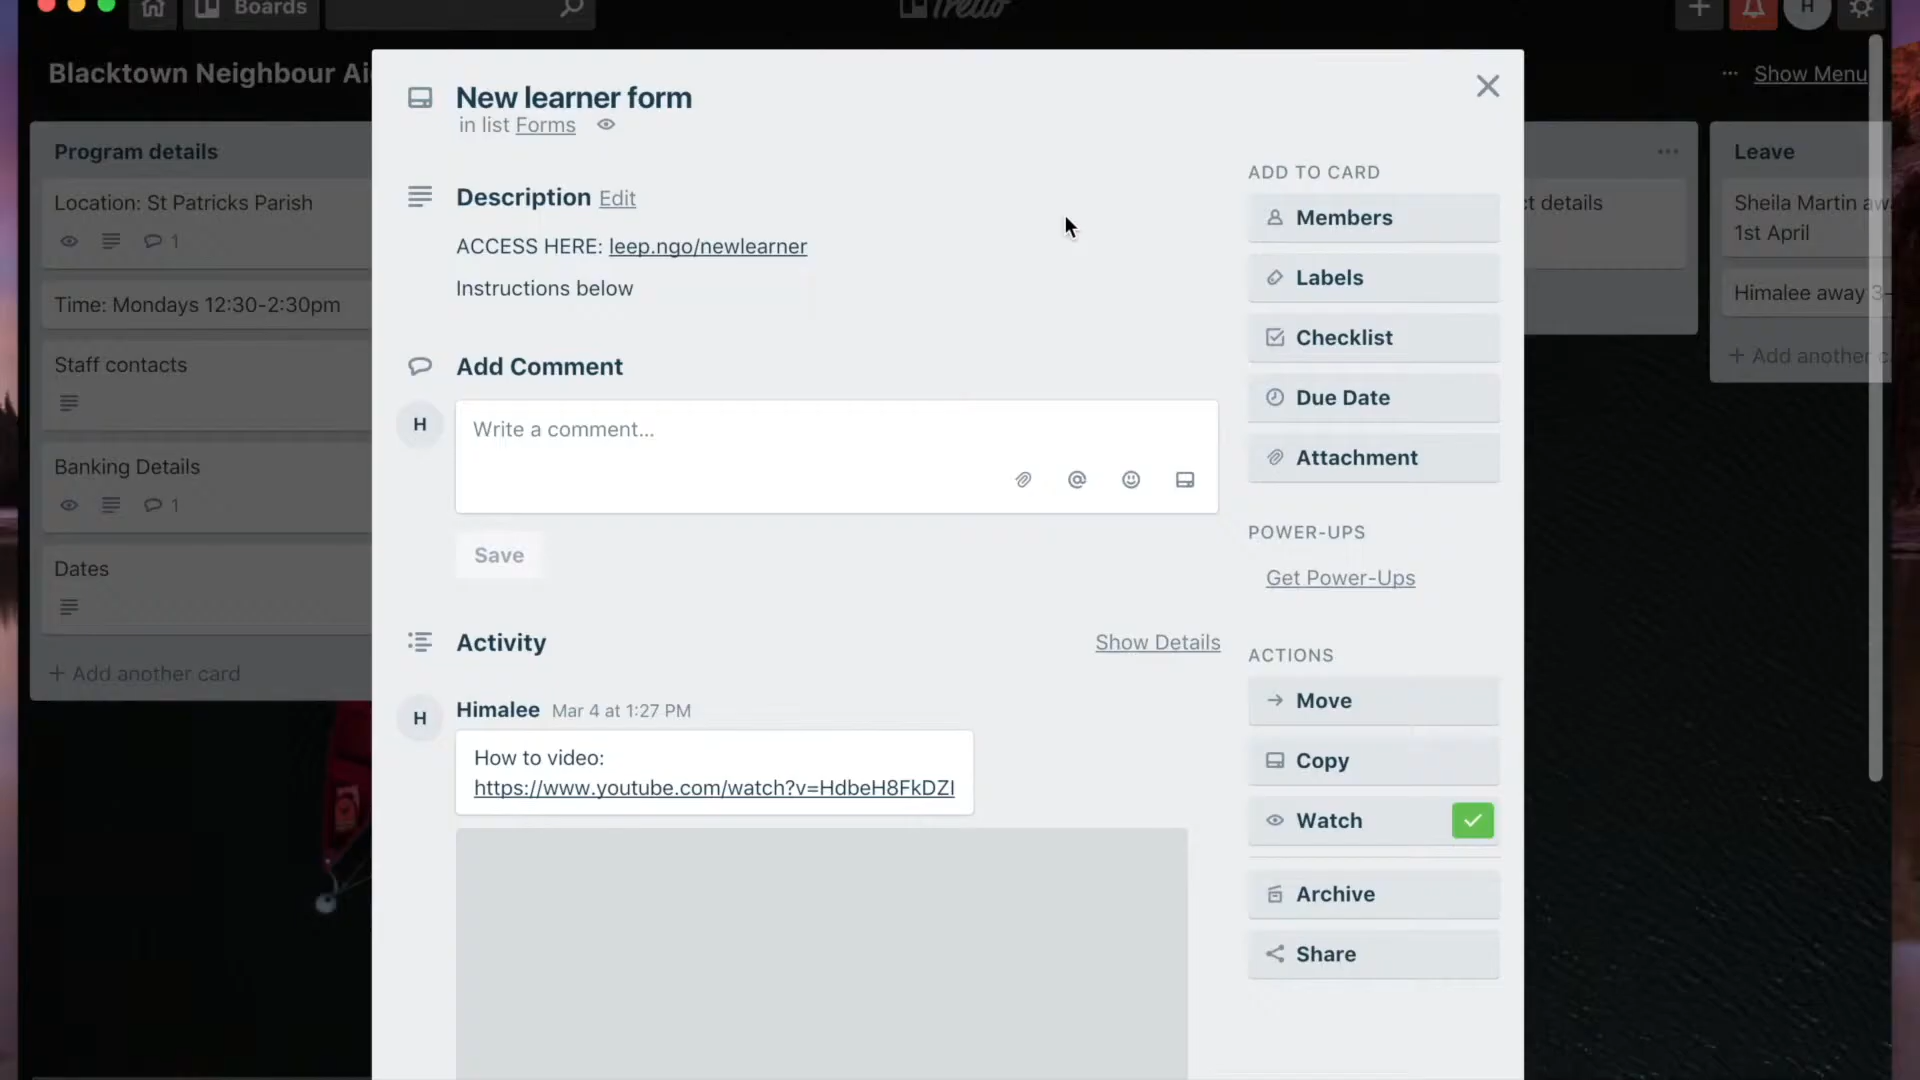 Boards
Trello
H
Blacktown Neighbour
Show Menu
Program details
Location: St Patricks Parish
1
Time: Mondays 12:30-2:30pm
Staff contacts
Banking Details
1
Dates
+ Add another card
New learner form
in list Forms
Description Edit
ACCESS HERE: leep.ngo/newlearner
Instructions below
Add Comment
H
Write a comment...
Save
Activity
Show Details
H
Himalee Mar 4 at 1:27 PM
How to video:
https://www.youtube.com/watch?v=HdbeH8FkDZI
ADD TO CARD
Members
Labels
Checklist
Due Date
Attachment
POWER-UPS
Get Power-Ups
ACTIONS
Move
Copy
Watch
Archive
Share
details
Leave
Sheila Martin
1st April
Himalee away 3-
+ Add another